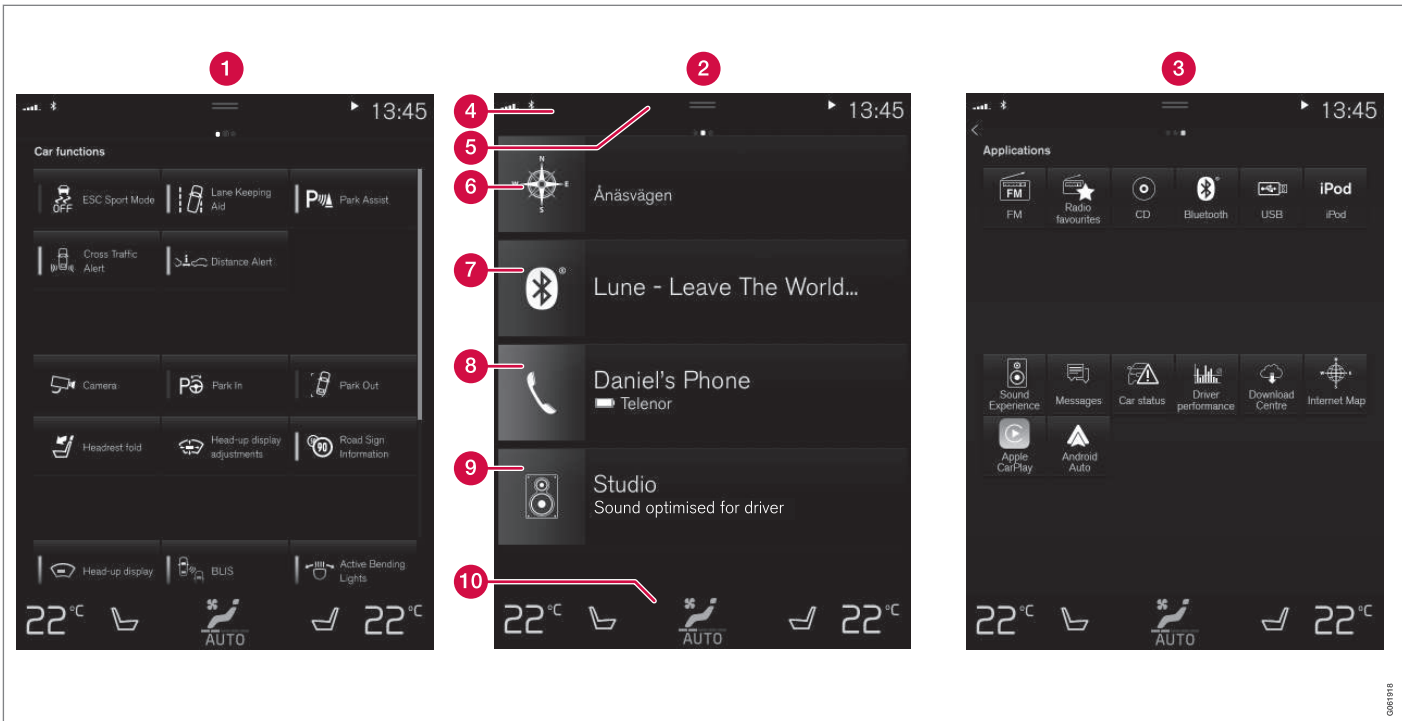 1
2
3
13:45
Car functions
ESC Sport Mode
OFF
Lane Keeping
Aid
P
Park Assist
Cross Traffic
Alert
Distance Alert
Camera
P
Park In
Park Out
Headrest fold
Head-up display
adjustments
90
Road Sign
Information
Head-up display
BLIS
Active Bending
Lights
22°C
AUTO
22°C
4
5
6
7
8
9
10
13:45
N
W
E
S
Ånäsvägen
®
Lune - Leave The World...
Daniel's Phone
Telenor
Studio
Sound optimised for driver
22°C
AUTO
22°C
13:45
Applications
FM
FM
Radio
favourites
CD
Bluetooth
USB
iPod
iPod
Sound
Experience
Messages
Car status
Driver
performance
Download
Centre
Internet Map
Apple
CarPlay
Android
Auto
22°C
AUTO
22°C
G061918